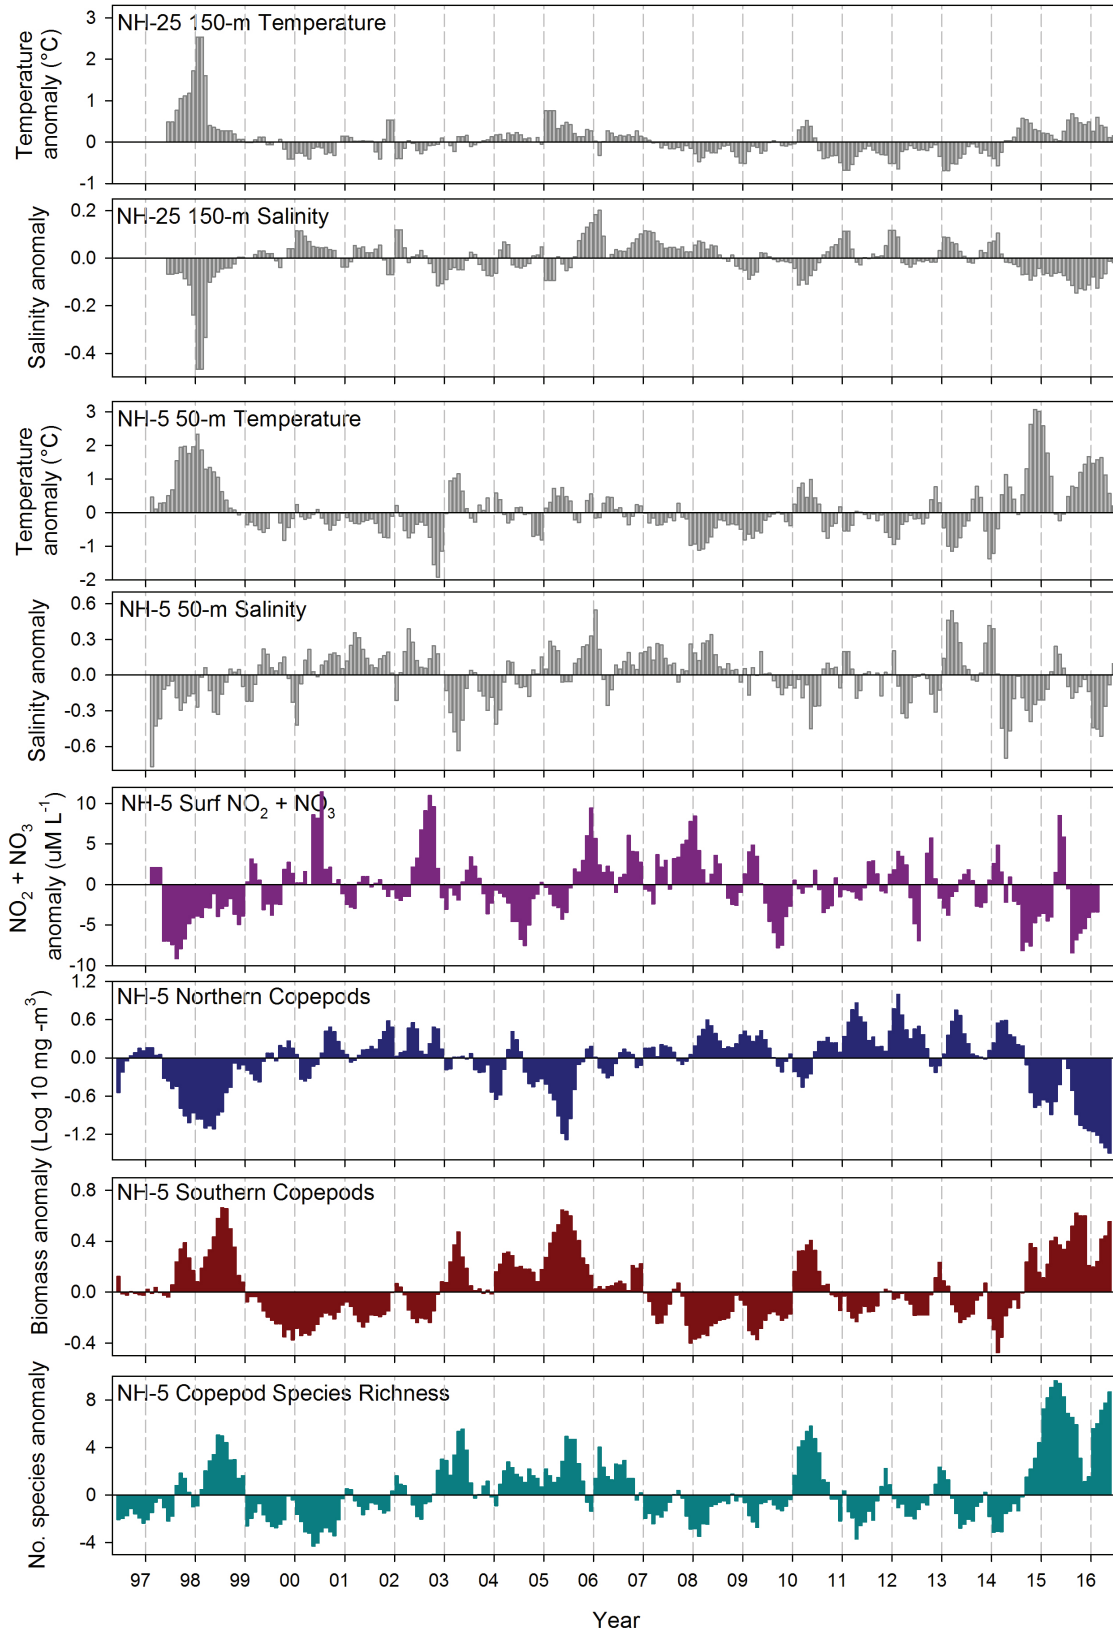 NH-25 150-m Temperature
Temperature
anomaly (°C)
3
2
1
0
-1
NH-25 150-m Salinity
Salinity anomaly
0.2
0.0
-0.2
-0.4
NH-5 50-m Temperature
Temperature
anomaly (°C)
3
2
1
0
-1
-2
NH-5 50-m Salinity
Salinity anomaly
0.6
0.3
0.0
-0.3
-0.6
NH-5 Surf NO₂ + NO₃
NO₂ + NO₃
anomaly (uM L⁻¹)
10
5
0
-5
-10
NH-5 Northern Copepods
Biomass anomaly (Log 10 mg -m³)
1.2
0.6
0.0
-0.6
-1.2
NH-5 Southern Copepods
0.8
0.4
0.0
-0.4
NH-5 Copepod Species Richness
No. species anomaly
8
4
0
-4
97 98 99 00 01 02 03 04 05 06 07 08 09 10 11 12 13 14 15 16
Year